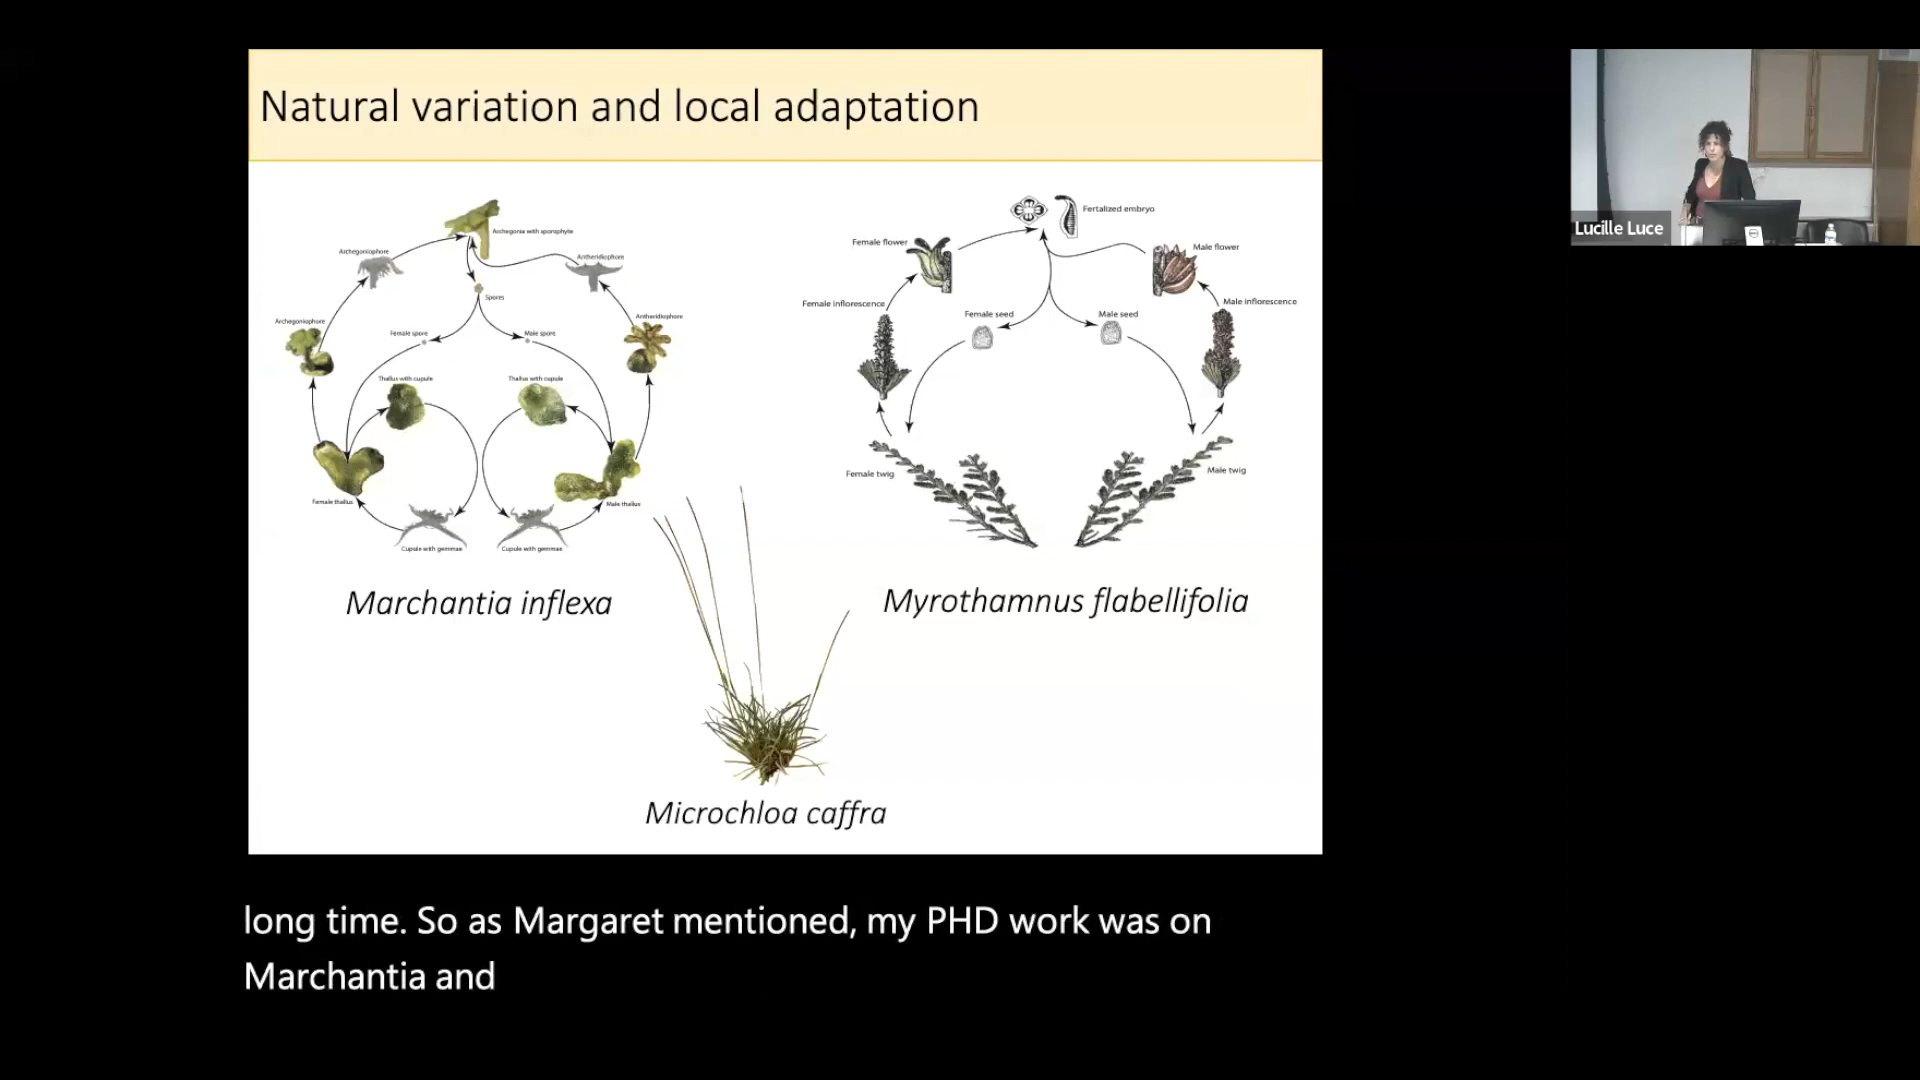 Natural variation and local adaptation
Archegonia with sporophyte
Archegoniophore
Antheridiophore
Spores
Archegoniophore
Antheridiophore
Female spore
Male spore
Thallus with cupule
Thallus with cupule
Female thallus
Male thallus
Cupule with gemmae
Cupule with gemmae
Marchantia inflexa
Fertalized embryo
Female flower
Male flower
Female inflorescence
Male inflorescence
Female seed
Male seed
Female twig
Male twig
Myrothamnus flabellifolia
Microchloa caffra
Lucille Luce
long time. So as Margaret mentioned, my PHD work was on
Marchantia and